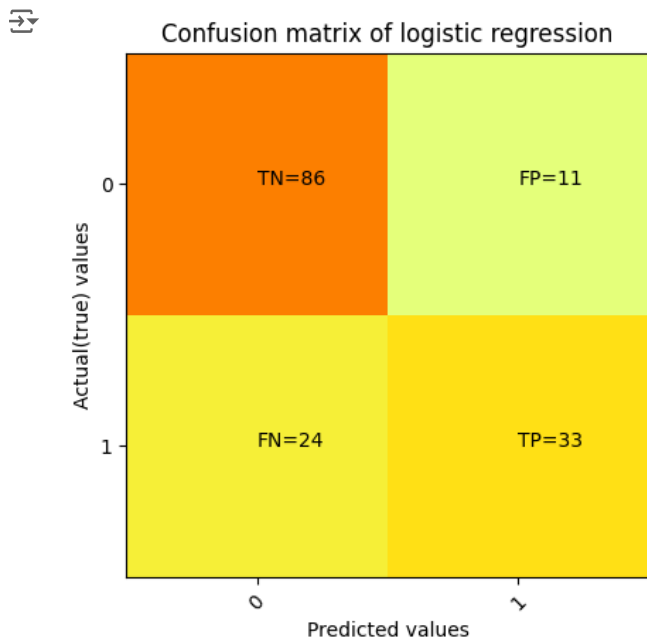 Confusion matrix of logistic regression
0
TN=86
FP=11
Actual(true) values
1
FN=24
TP=33
0
1
Predicted values